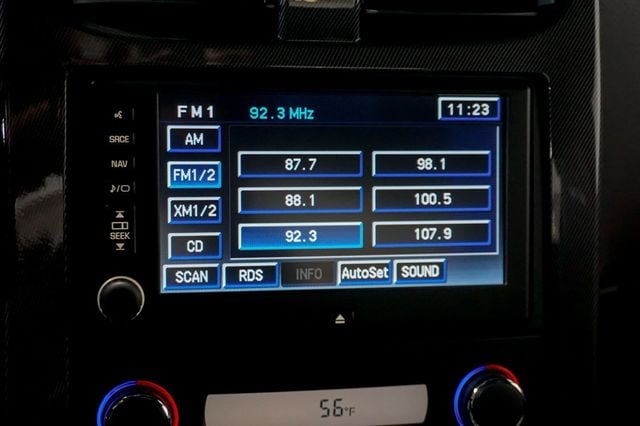 FM1 92.3 MHz 11:23
SRCE
NAV
SEEK
AM
FM1/2
XM1/2
CD
87.7 98.1
88.1 100.5
92.3 107.9
SCAN RDS INFO AutoSet SOUND
56°F